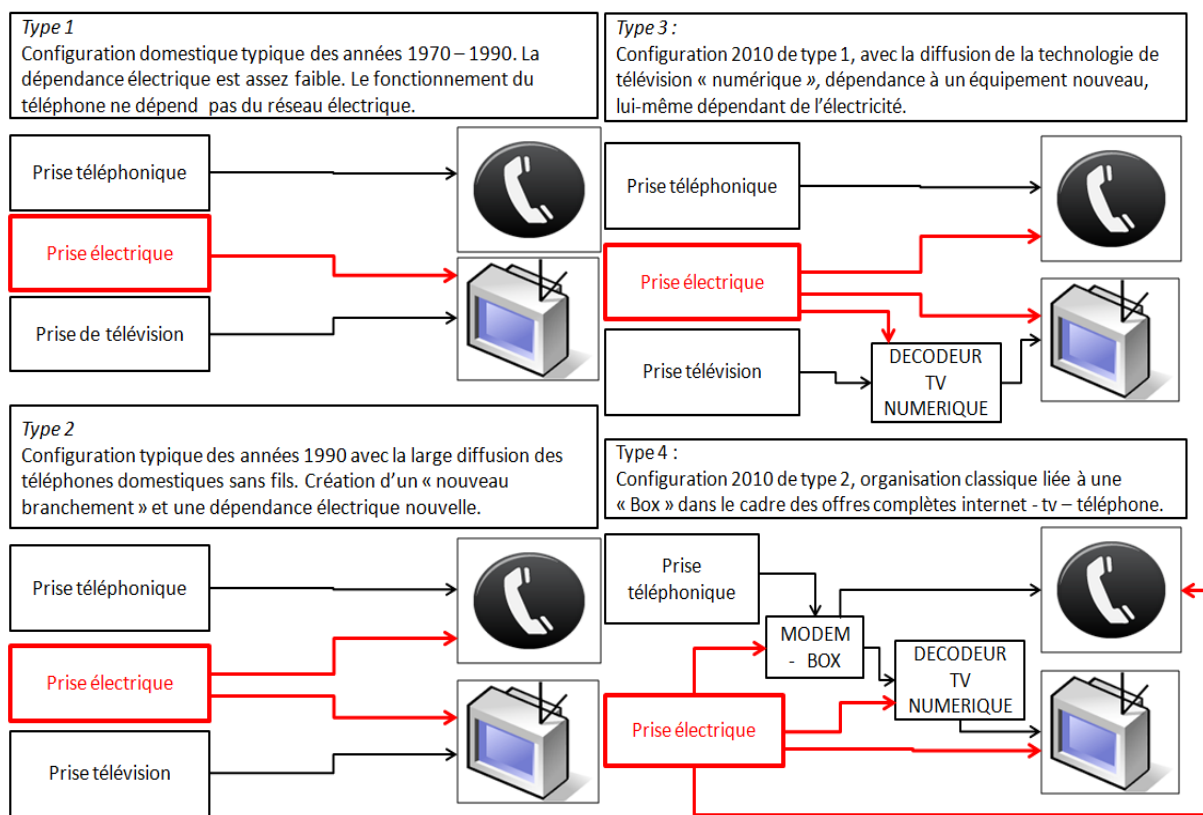 Type 1
Configuration domestique typique des années 1970 – 1990. La
dépendance électrique est assez faible. Le fonctionnement du
téléphone ne dépend pas du réseau électrique.
Prise téléphonique
Prise électrique
Prise de télévision
Type 2
Configuration typique des années 1990 avec la large diffusion des
téléphones domestiques sans fils. Création d’un « nouveau
branchement » et une dépendance électrique nouvelle.
Prise téléphonique
Prise électrique
Prise télévision
Type 3 :
Configuration 2010 de type 1, avec la diffusion de la technologie de
télévision « numérique », dépendance à un équipement nouveau,
lui-même dépendant de l’électricité.
Prise téléphonique
Prise électrique
Prise télévision
DECODEUR
TV
NUMERIQUE
Type 4 :
Configuration 2010 de type 2, organisation classique liée à une
« Box » dans le cadre des offres complètes internet - tv – téléphone.
Prise
téléphonique
MODEM
- BOX
DECODEUR
TV
NUMERIQUE
Prise électrique